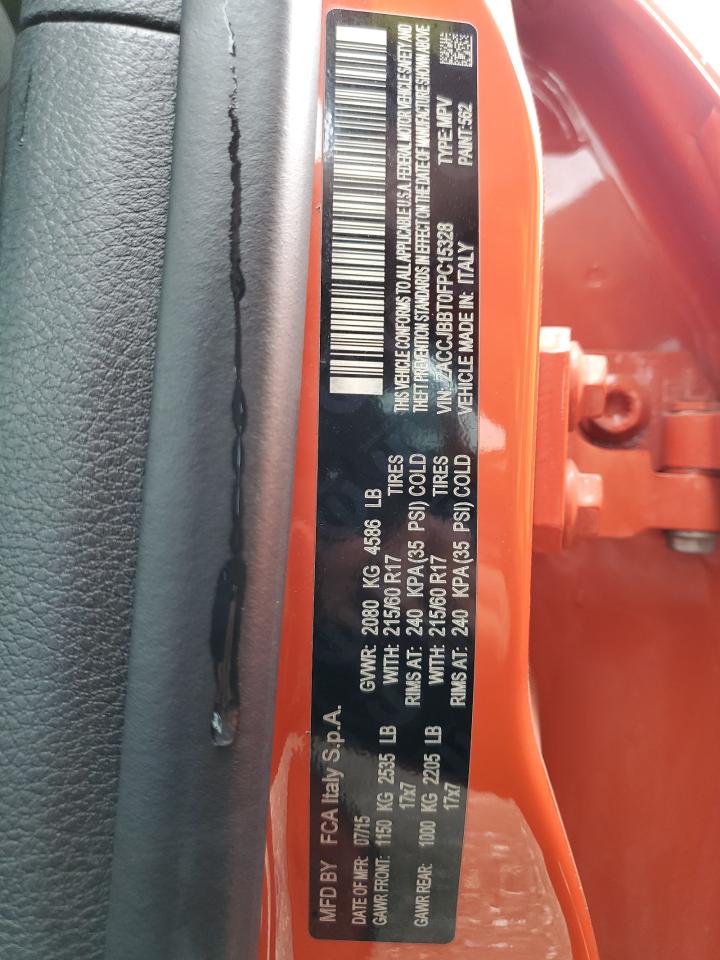 MFD BY FCA Italy S.p.A.
DATE OF MFR: 07/15 GVWR: 2080 KG 4586 LB
GAWR FRONT: 1150 KG 2535 LB WITH: 215/60 R17 TIRES
17x7 RIMS AT: 240 KPA (35 PSI) COLD
GAWR REAR: 1000 KG 2205 LB WITH: 215/60 R17 TIRES
17x7 RIMS AT: 240 KPA (35 PSI) COLD
THIS VEHICLE CONFORMS TO ALL APPLICABLE U.S.A. FEDERAL MOTOR VEHICLE SAFETY AND
THEFT PREVENTION STANDARDS IN EFFECT ON THE DATE OF MANUFACTURE SHOWN ABOVE
VIN: ZACCJBBT0FPC15328 TYPE: MPV
VEHICLE MADE IN: ITALY PAINT: 562